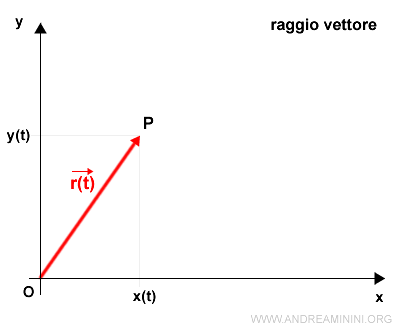 y
raggio vettore
P
y(t)
r(t)
O
x(t)
x
WWW.ANDREAMININI.ORG